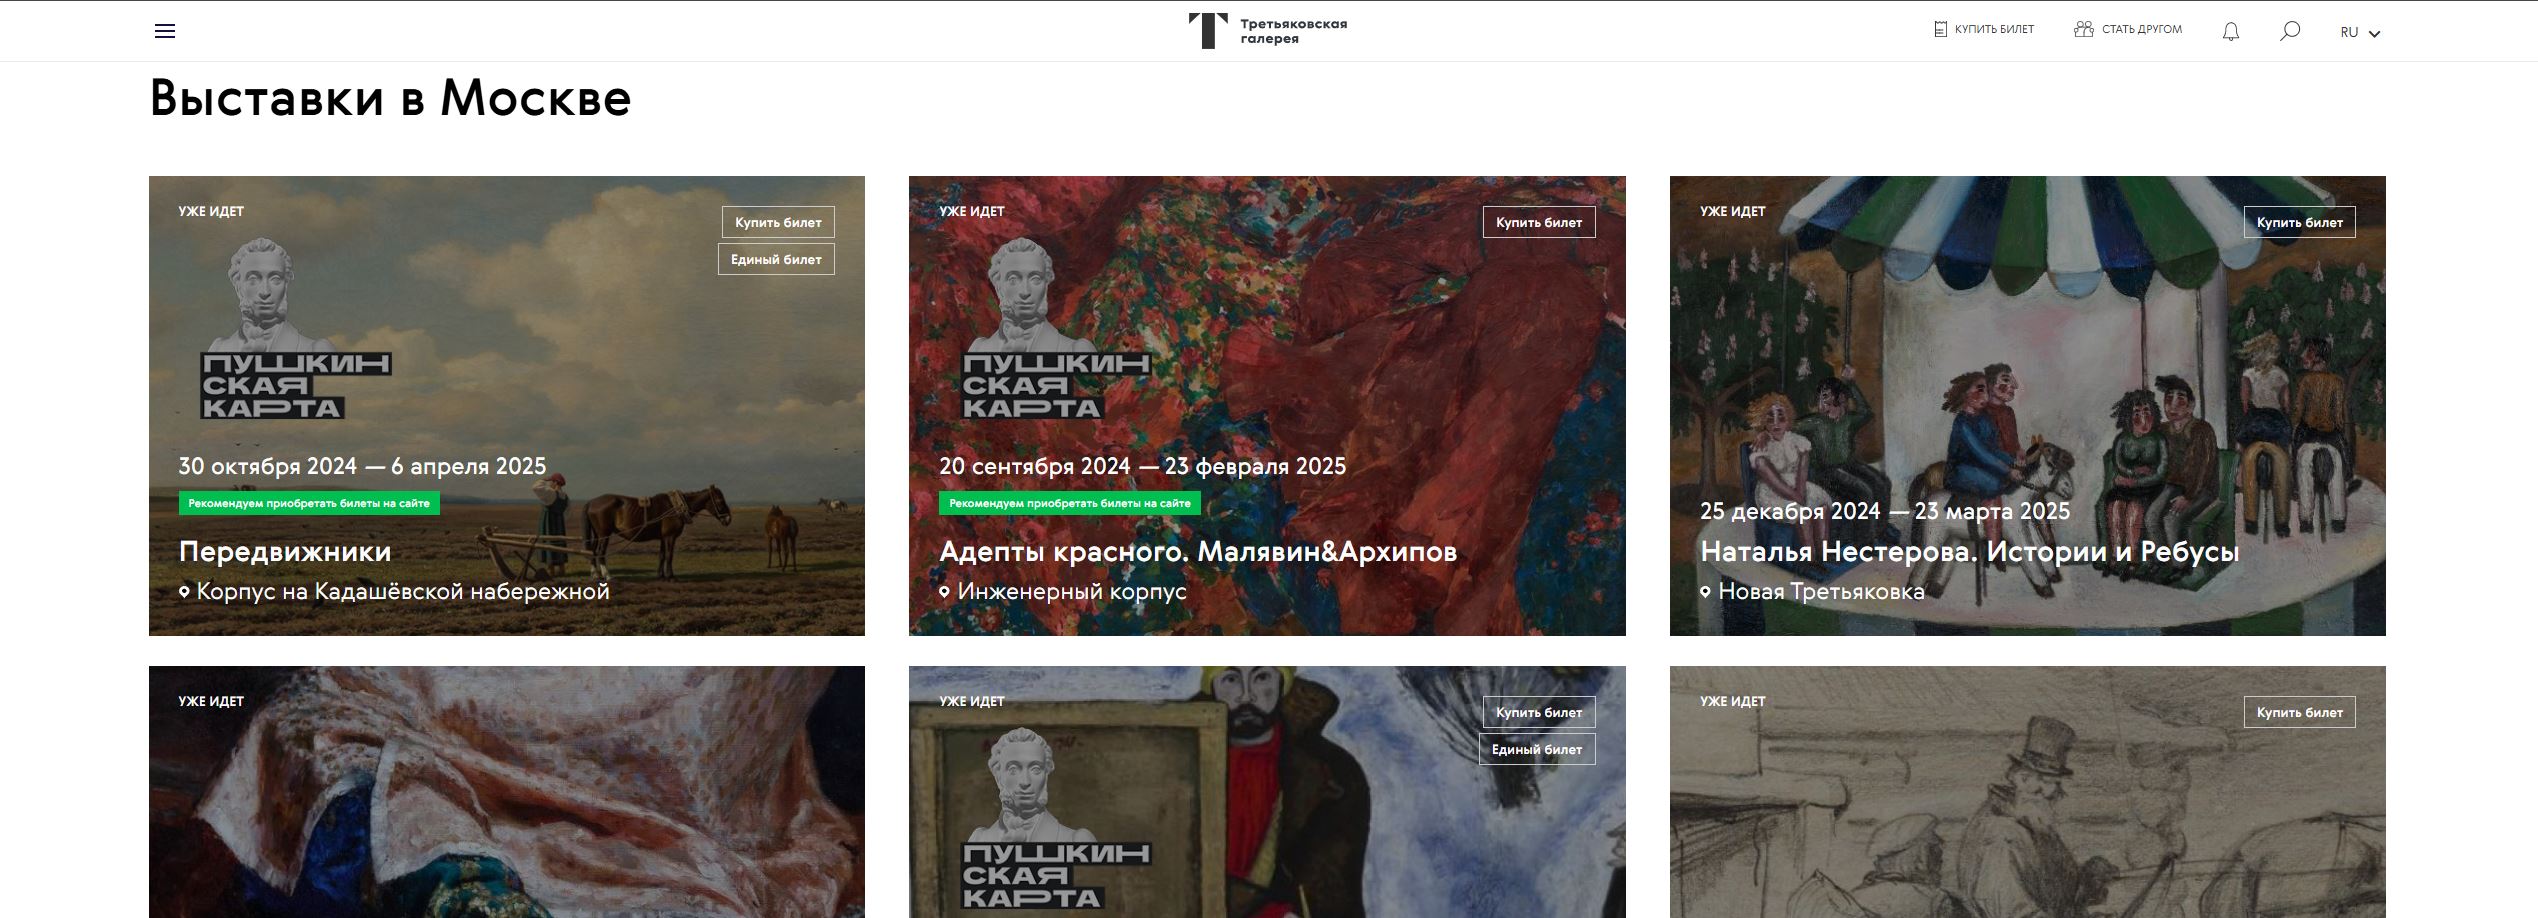 Третьяковская
галерея
КУПИТЬ БИЛЕТ
СТАТЬ ДРУГОМ
RU
Выставки в Москве
УЖЕ ИДЕТ
Купить билет
Единый билет
ПУШКИН
СКАЯ
КАРТА
30 октября 2024 — 6 апреля 2025
Рекомендуем приобретать билеты на сайте
Передвижники
Корпус на Кадашёвской набережной
УЖЕ ИДЕТ
Купить билет
ПУШКИН
СКАЯ
КАРТА
20 сентября 2024 — 23 февраля 2025
Рекомендуем приобретать билеты на сайте
Адепты красного. Малявин&Архипов
Инженерный корпус
УЖЕ ИДЕТ
Купить билет
25 декабря 2024 — 23 марта 2025
Наталья Нестерова. Истории и Ребусы
Новая Третьяковка
УЖЕ ИДЕТ
УЖЕ ИДЕТ
Купить билет
Единый билет
ПУШКИН
СКАЯ
КАРТА
УЖЕ ИДЕТ
Купить билет